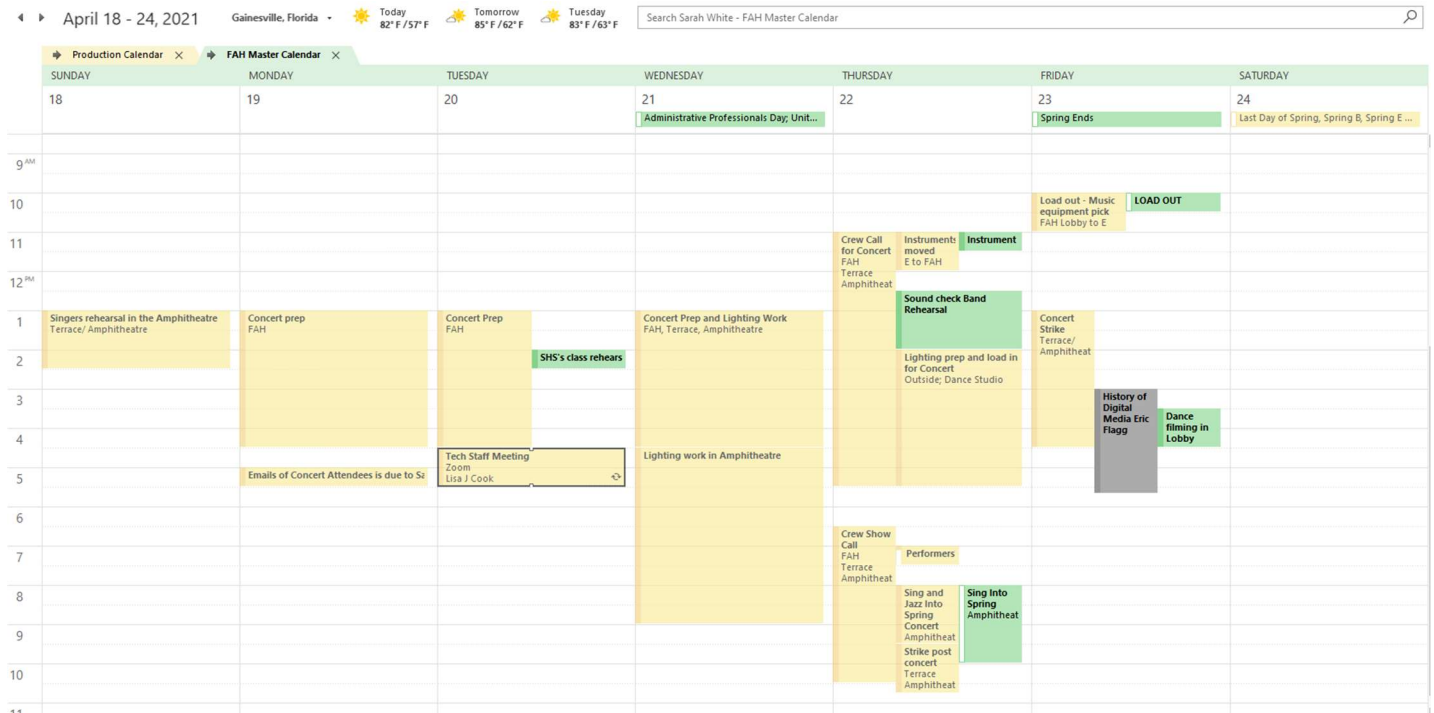 April 18 - 24, 2021
Gainesville, Florida
Today
82° F / 57° F
Tomorrow
85° F / 62° F
Tuesday
83° F / 63° F
Search Sarah White - FAH Master Calendar
Production Calendar
FAH Master Calendar
SUNDAY MONDAY TUESDAY WEDNESDAY THURSDAY FRIDAY SATURDAY
18 19 20 21 22 23 24
Administrative Professionals Day; Unit...
Spring Ends
Last Day of Spring, Spring B, Spring E ...
9 AM
10
11
12 PM
1
2
3
4
5
6
7
8
9
10
11
Singers rehearsal in the Amphitheatre
Terrace/ Amphitheatre
Concert prep
FAH
Emails of Concert Attendees is due to Sa
Concert Prep
FAH
SHS's class rehears
Tech Staff Meeting
Zoom
Lisa J Cook
Concert Prep and Lighting Work
FAH, Terrace, Amphitheatre
Lighting work in Amphitheatre
Crew Call
for Concert
FAH
Terrace
Amphitheat
Instruments
moved
E to FAH
Instrument
Sound check Band
Rehearsal
Lighting prep and load in
for Concert
Outside; Dance Studio
Crew Show
Call
FAH
Terrace
Amphitheat
Performers
Sing and
Jazz Into
Spring
Concert
Amphitheat
Sing Into
Spring
Amphitheat
Strike post
concert
Terrace
Amphitheat
Load out - Music
equipment pick
FAH Lobby to E
LOAD OUT
Concert
Strike
Terrace/
Amphitheat
History of
Digital
Media Eric
Flagg
Dance
filming in
Lobby